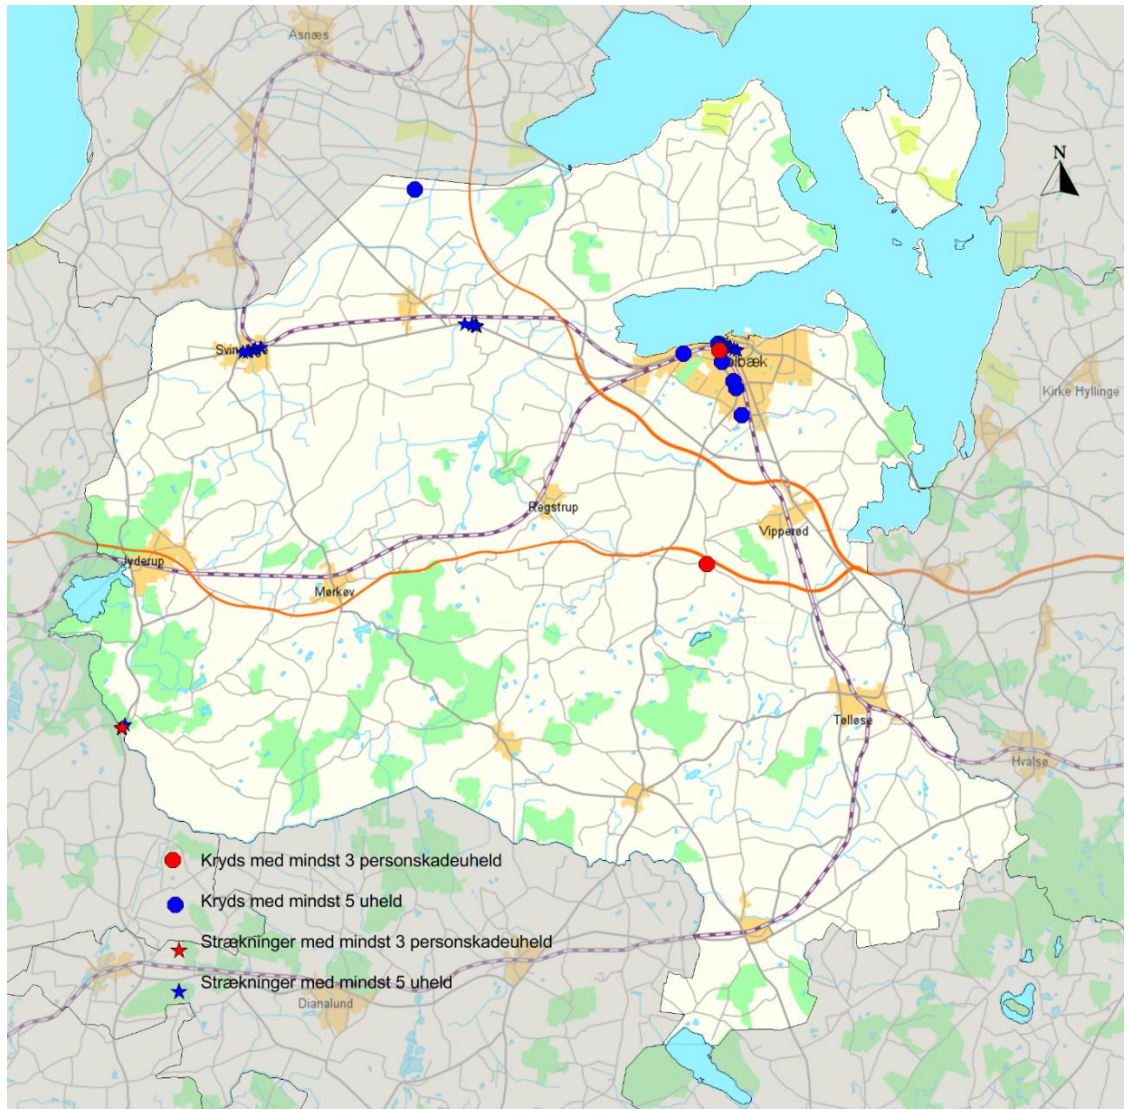 Asnæs
N
Svinninge
Holbæk
Kirke Hyllinge
Regstrup
Vipperød
Jyderup
Mørkøv
Tølløse
Hvalsø
Kryds med mindst 3 personskadeuheld
Kryds med mindst 5 uheld
Strækninger med mindst 3 personskadeuheld
Strækninger med mindst 5 uheld
Dianalund